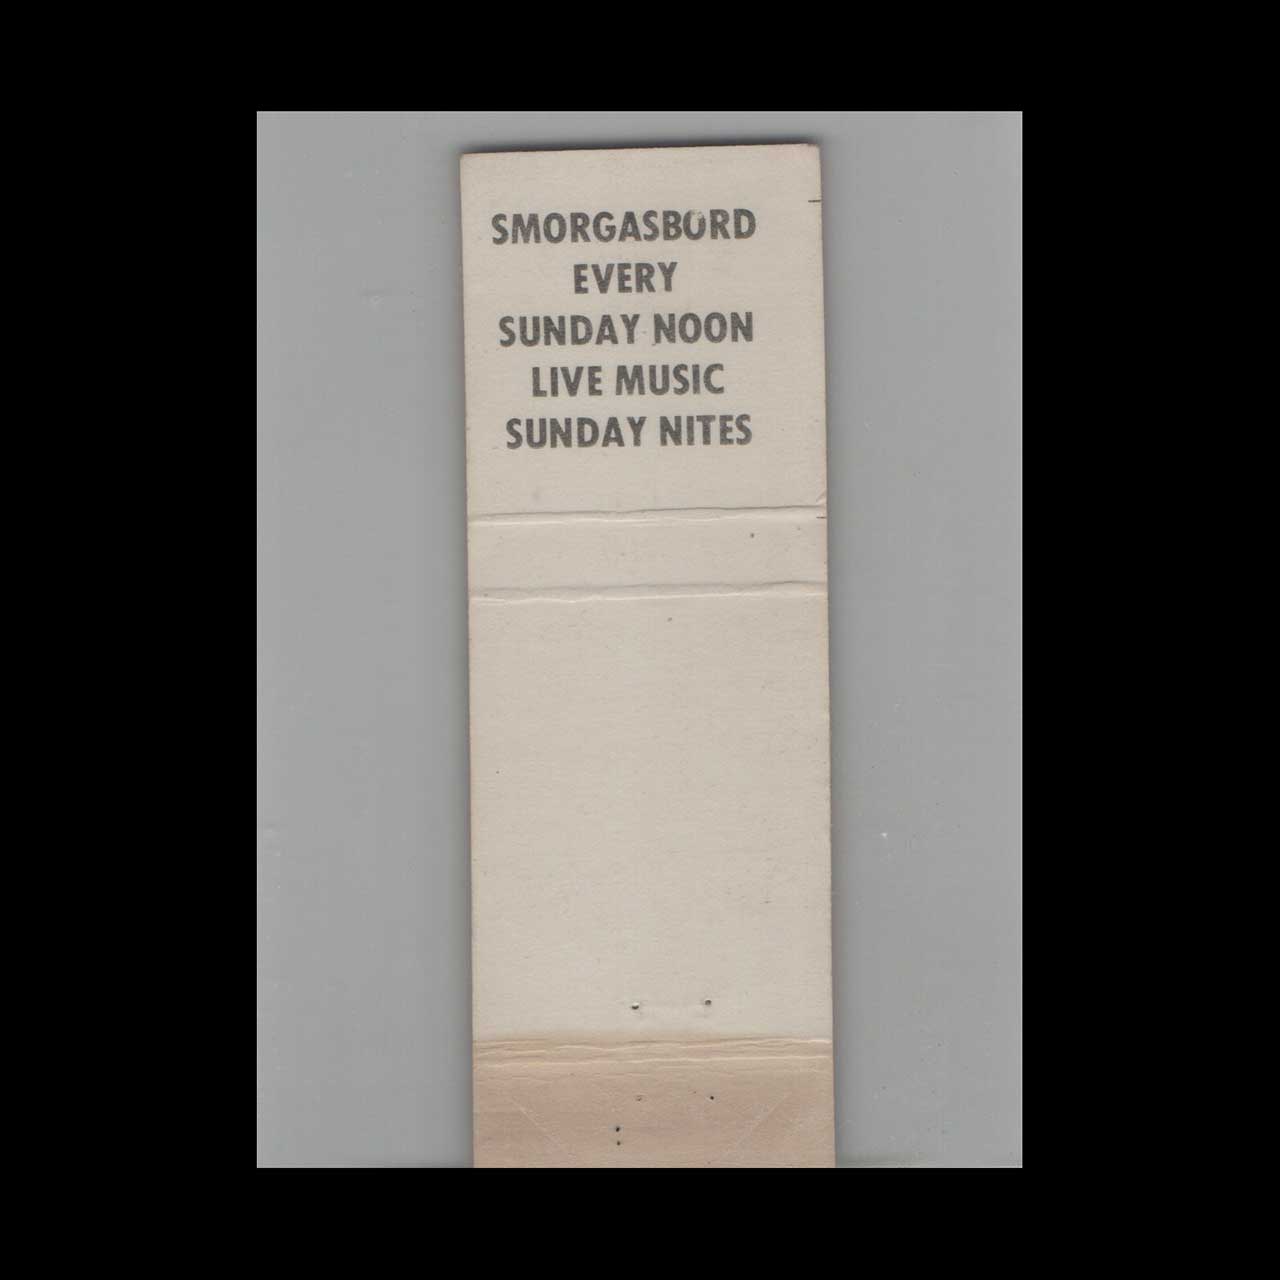 SMORGASBORD
EVERY
SUNDAY NOON
LIVE MUSIC
SUNDAY NITES